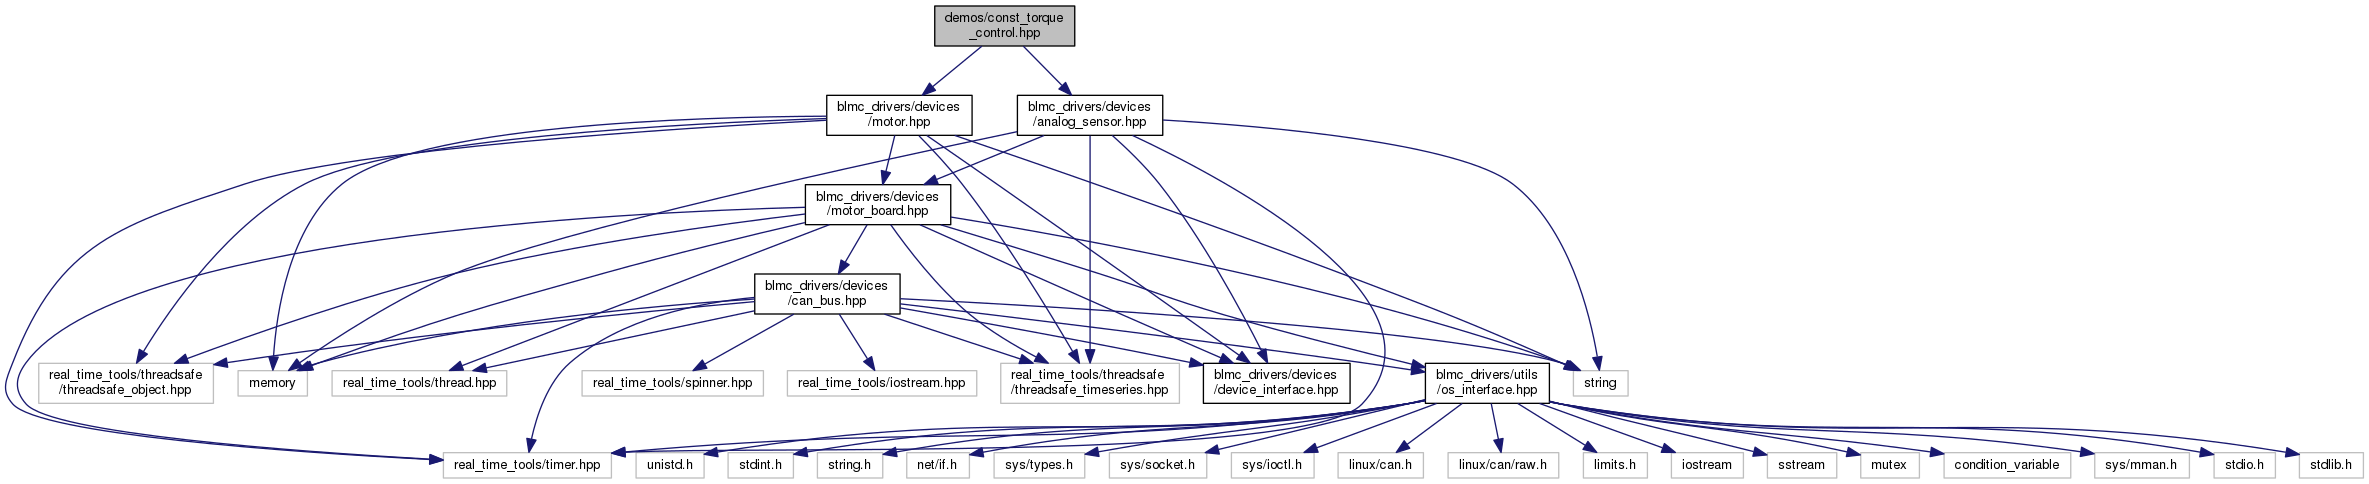 demos/const_torque
_control.hpp
blmc_drivers/devices
/motor.hpp
blmc_drivers/devices
/analog_sensor.hpp
blmc_drivers/devices
/motor_board.hpp
blmc_drivers/devices
/can_bus.hpp
real_time_tools/threadsafe
/threadsafe_object.hpp
memory
real_time_tools/thread.hpp
real_time_tools/spinner.hpp
real_time_tools/iostream.hpp
real_time_tools/threadsafe
/threadsafe_timeseries.hpp
blmc_drivers/devices
/device_interface.hpp
blmc_drivers/utils
/os_interface.hpp
string
real_time_tools/timer.hpp
unistd.h
stdint.h
string.h
net/if.h
sys/types.h
sys/socket.h
sys/ioctl.h
linux/can.h
linux/can/raw.h
limits.h
iostream
sstream
mutex
condition_variable
sys/mman.h
stdio.h
stdlib.h